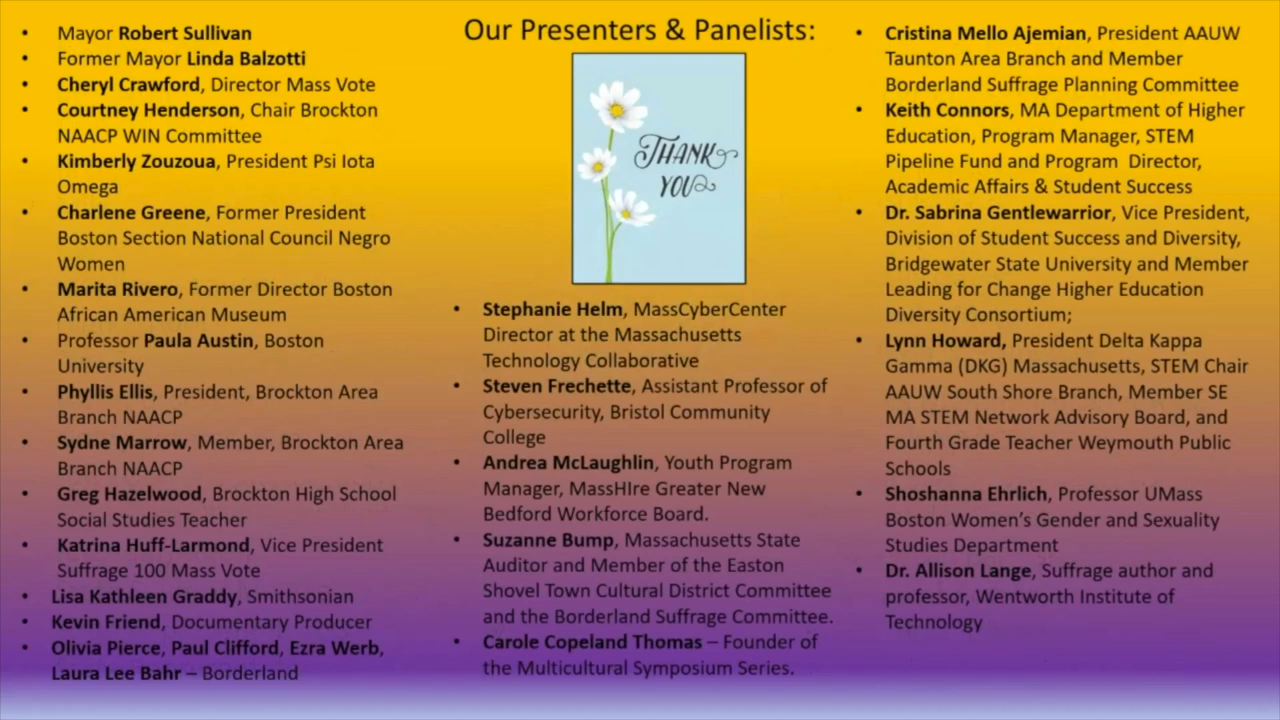 • Mayor Robert Sullivan
• Former Mayor Linda Balzotti
• Cheryl Crawford, Director Mass Vote
• Courtney Henderson, Chair Brockton
NAACP WIN Committee
• Kimberly Zouzoua, President Psi Iota
Omega
• Charlene Greene, Former President
Boston Section National Council Negro
Women
• Marita Rivero, Former Director Boston
African American Museum
• Professor Paula Austin, Boston
University
• Phyllis Ellis, President, Brockton Area
Branch NAACP
• Sydne Marrow, Member, Brockton Area
Branch NAACP
• Greg Hazelwood, Brockton High School
Social Studies Teacher
• Katrina Huff-Larmond, Vice President
Suffrage 100 Mass Vote
• Lisa Kathleen Graddy, Smithsonian
• Kevin Friend, Documentary Producer
• Olivia Pierce, Paul Clifford, Ezra Werb,
Laura Lee Bahr – Borderland
Our Presenters & Panelists:
THANK
YOU
• Stephanie Helm, MassCyberCenter
Director at the Massachusetts
Technology Collaborative
• Steven Frechette, Assistant Professor of
Cybersecurity, Bristol Community
College
• Andrea McLaughlin, Youth Program
Manager, MassHIre Greater New
Bedford Workforce Board.
• Suzanne Bump, Massachusetts State
Auditor and Member of the Easton
Shovel Town Cultural District Committee
and the Borderland Suffrage Committee.
• Carole Copeland Thomas – Founder of
the Multicultural Symposium Series.
• Cristina Mello Ajemian, President AAUW
Taunton Area Branch and Member
Borderland Suffrage Planning Committee
• Keith Connors, MA Department of Higher
Education, Program Manager, STEM
Pipeline Fund and Program Director,
Academic Affairs & Student Success
• Dr. Sabrina Gentlewarrior, Vice President,
Division of Student Success and Diversity,
Bridgewater State University and Member
Leading for Change Higher Education
Diversity Consortium;
• Lynn Howard, President Delta Kappa
Gamma (DKG) Massachusetts, STEM Chair
AAUW South Shore Branch, Member SE
MA STEM Network Advisory Board, and
Fourth Grade Teacher Weymouth Public
Schools
• Shoshanna Ehrlich, Professor UMass
Boston Women’s Gender and Sexuality
Studies Department
• Dr. Allison Lange, Suffrage author and
professor, Wentworth Institute of
Technology